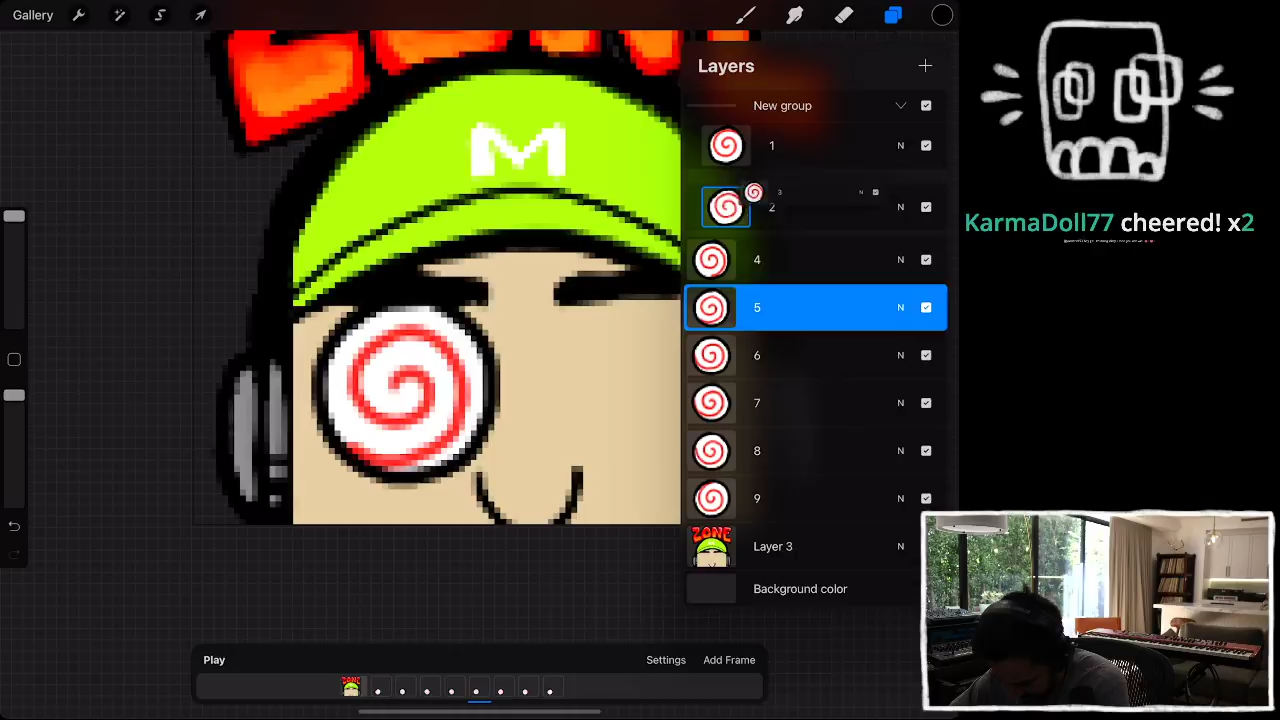 Gallery
Layers
New group
M
1 N
3 N
2 N
4 N
5 N
6 N
7 N
8 N
9 N
ZONE
Layer 3 N
Background color
Play Settings Add Frame
KarmaDoll77 cheered! x2